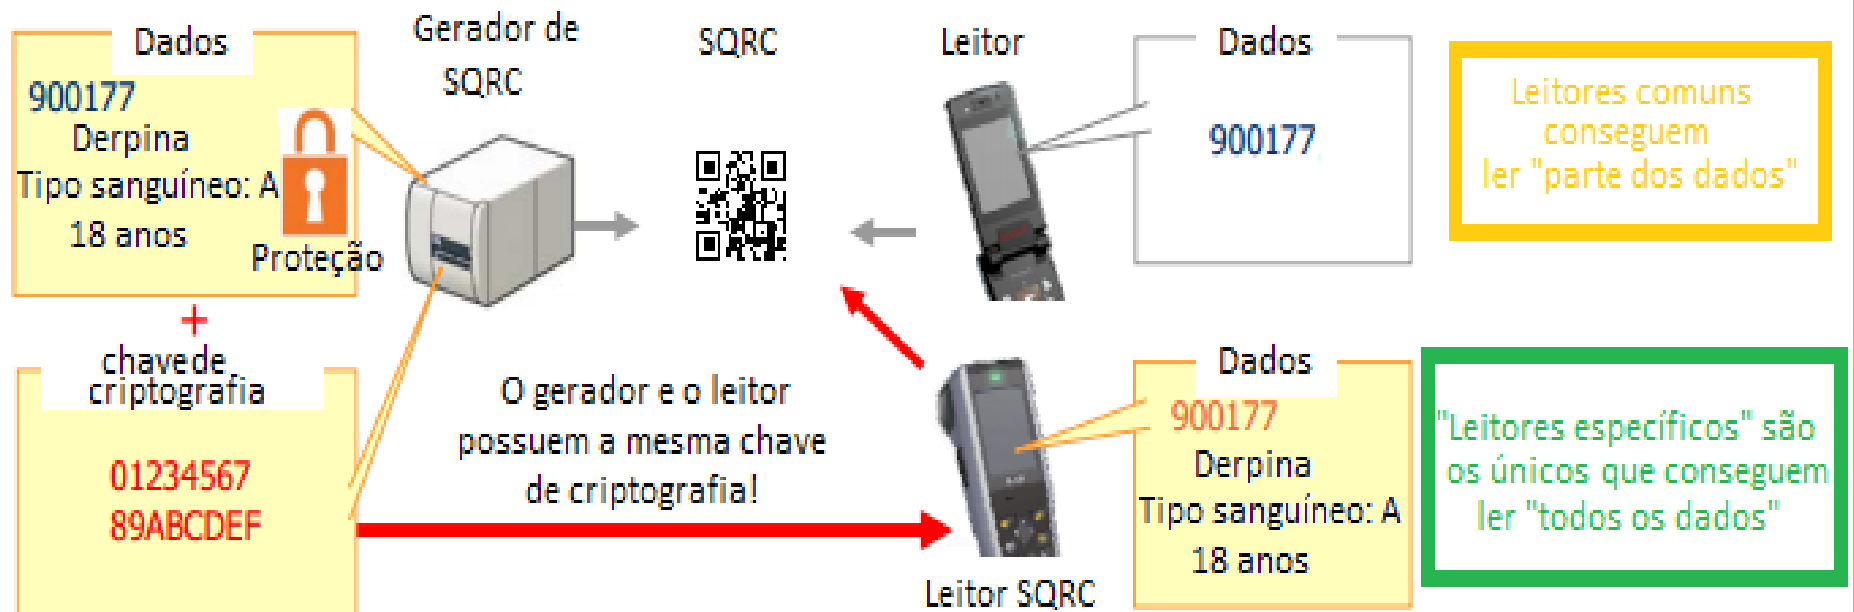 Dados
900177
Derpina
Tipo sanguíneo: A
18 anos
Proteção
+
chavede
criptografia
01234567
89ABCDEF
Gerador de
SQRC
SQRC
O gerador e o leitor
possuem a mesma chave
de criptografia!
Leitor
Dados
900177
Leitores comuns
conseguem
ler "parte dos dados"
Leitor SQRC
Dados
900177
Derpina
Tipo sanguíneo: A
18 anos
"Leitores específicos" são
os únicos que conseguem
ler "todos os dados"